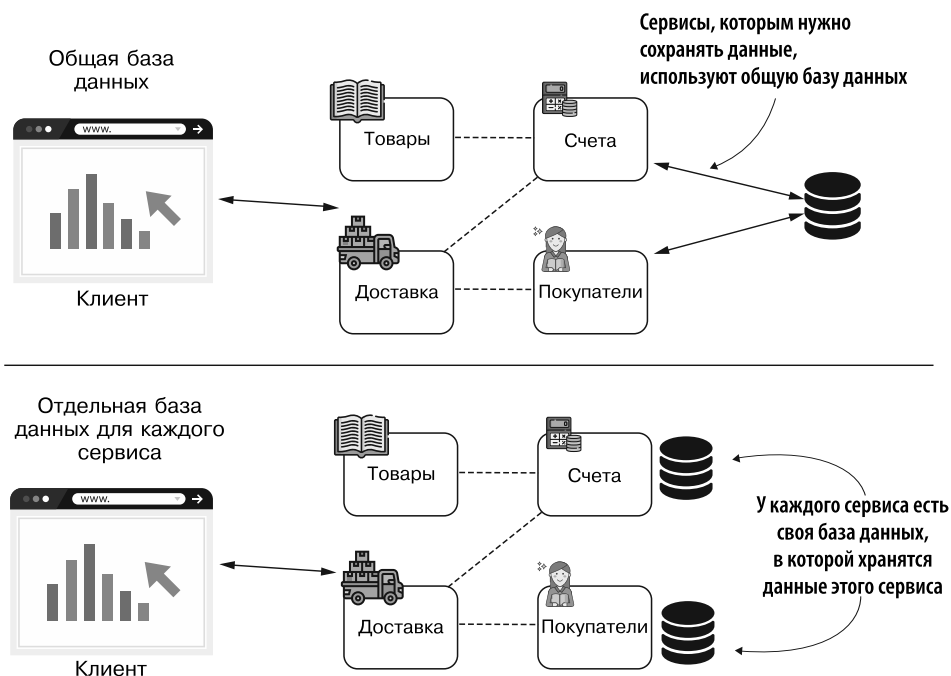 Общая база
данных
Сервисы, которым нужно
сохранять данные,
используют общую базу данных
www.
Товары
Счета
Клиент
Доставка
Покупатели
Отдельная база
данных для каждого
сервиса
www.
Товары
Счета
У каждого сервиса есть
своя база данных,
в которой хранятся
данные этого сервиса
Доставка
Покупатели
Клиент